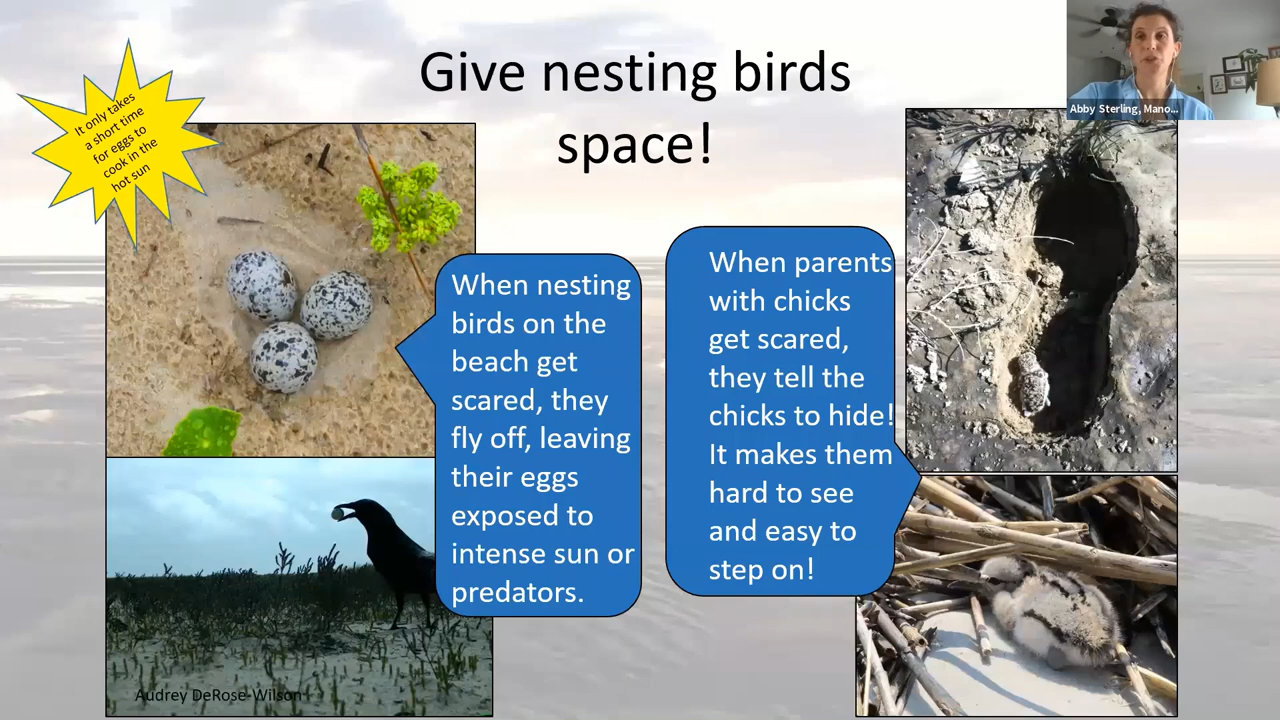 Give nesting birds
space!
Abby Sterling, Mano...
It only takes
a short time
for eggs to
cook in the
hot sun
When nesting
birds on the
beach get
scared, they
fly off, leaving
their eggs
exposed to
intense sun or
predators.
When parents
with chicks
get scared,
they tell the
chicks to hide!
It makes them
hard to see
and easy to
step on!
Audrey DeRose-Wilson